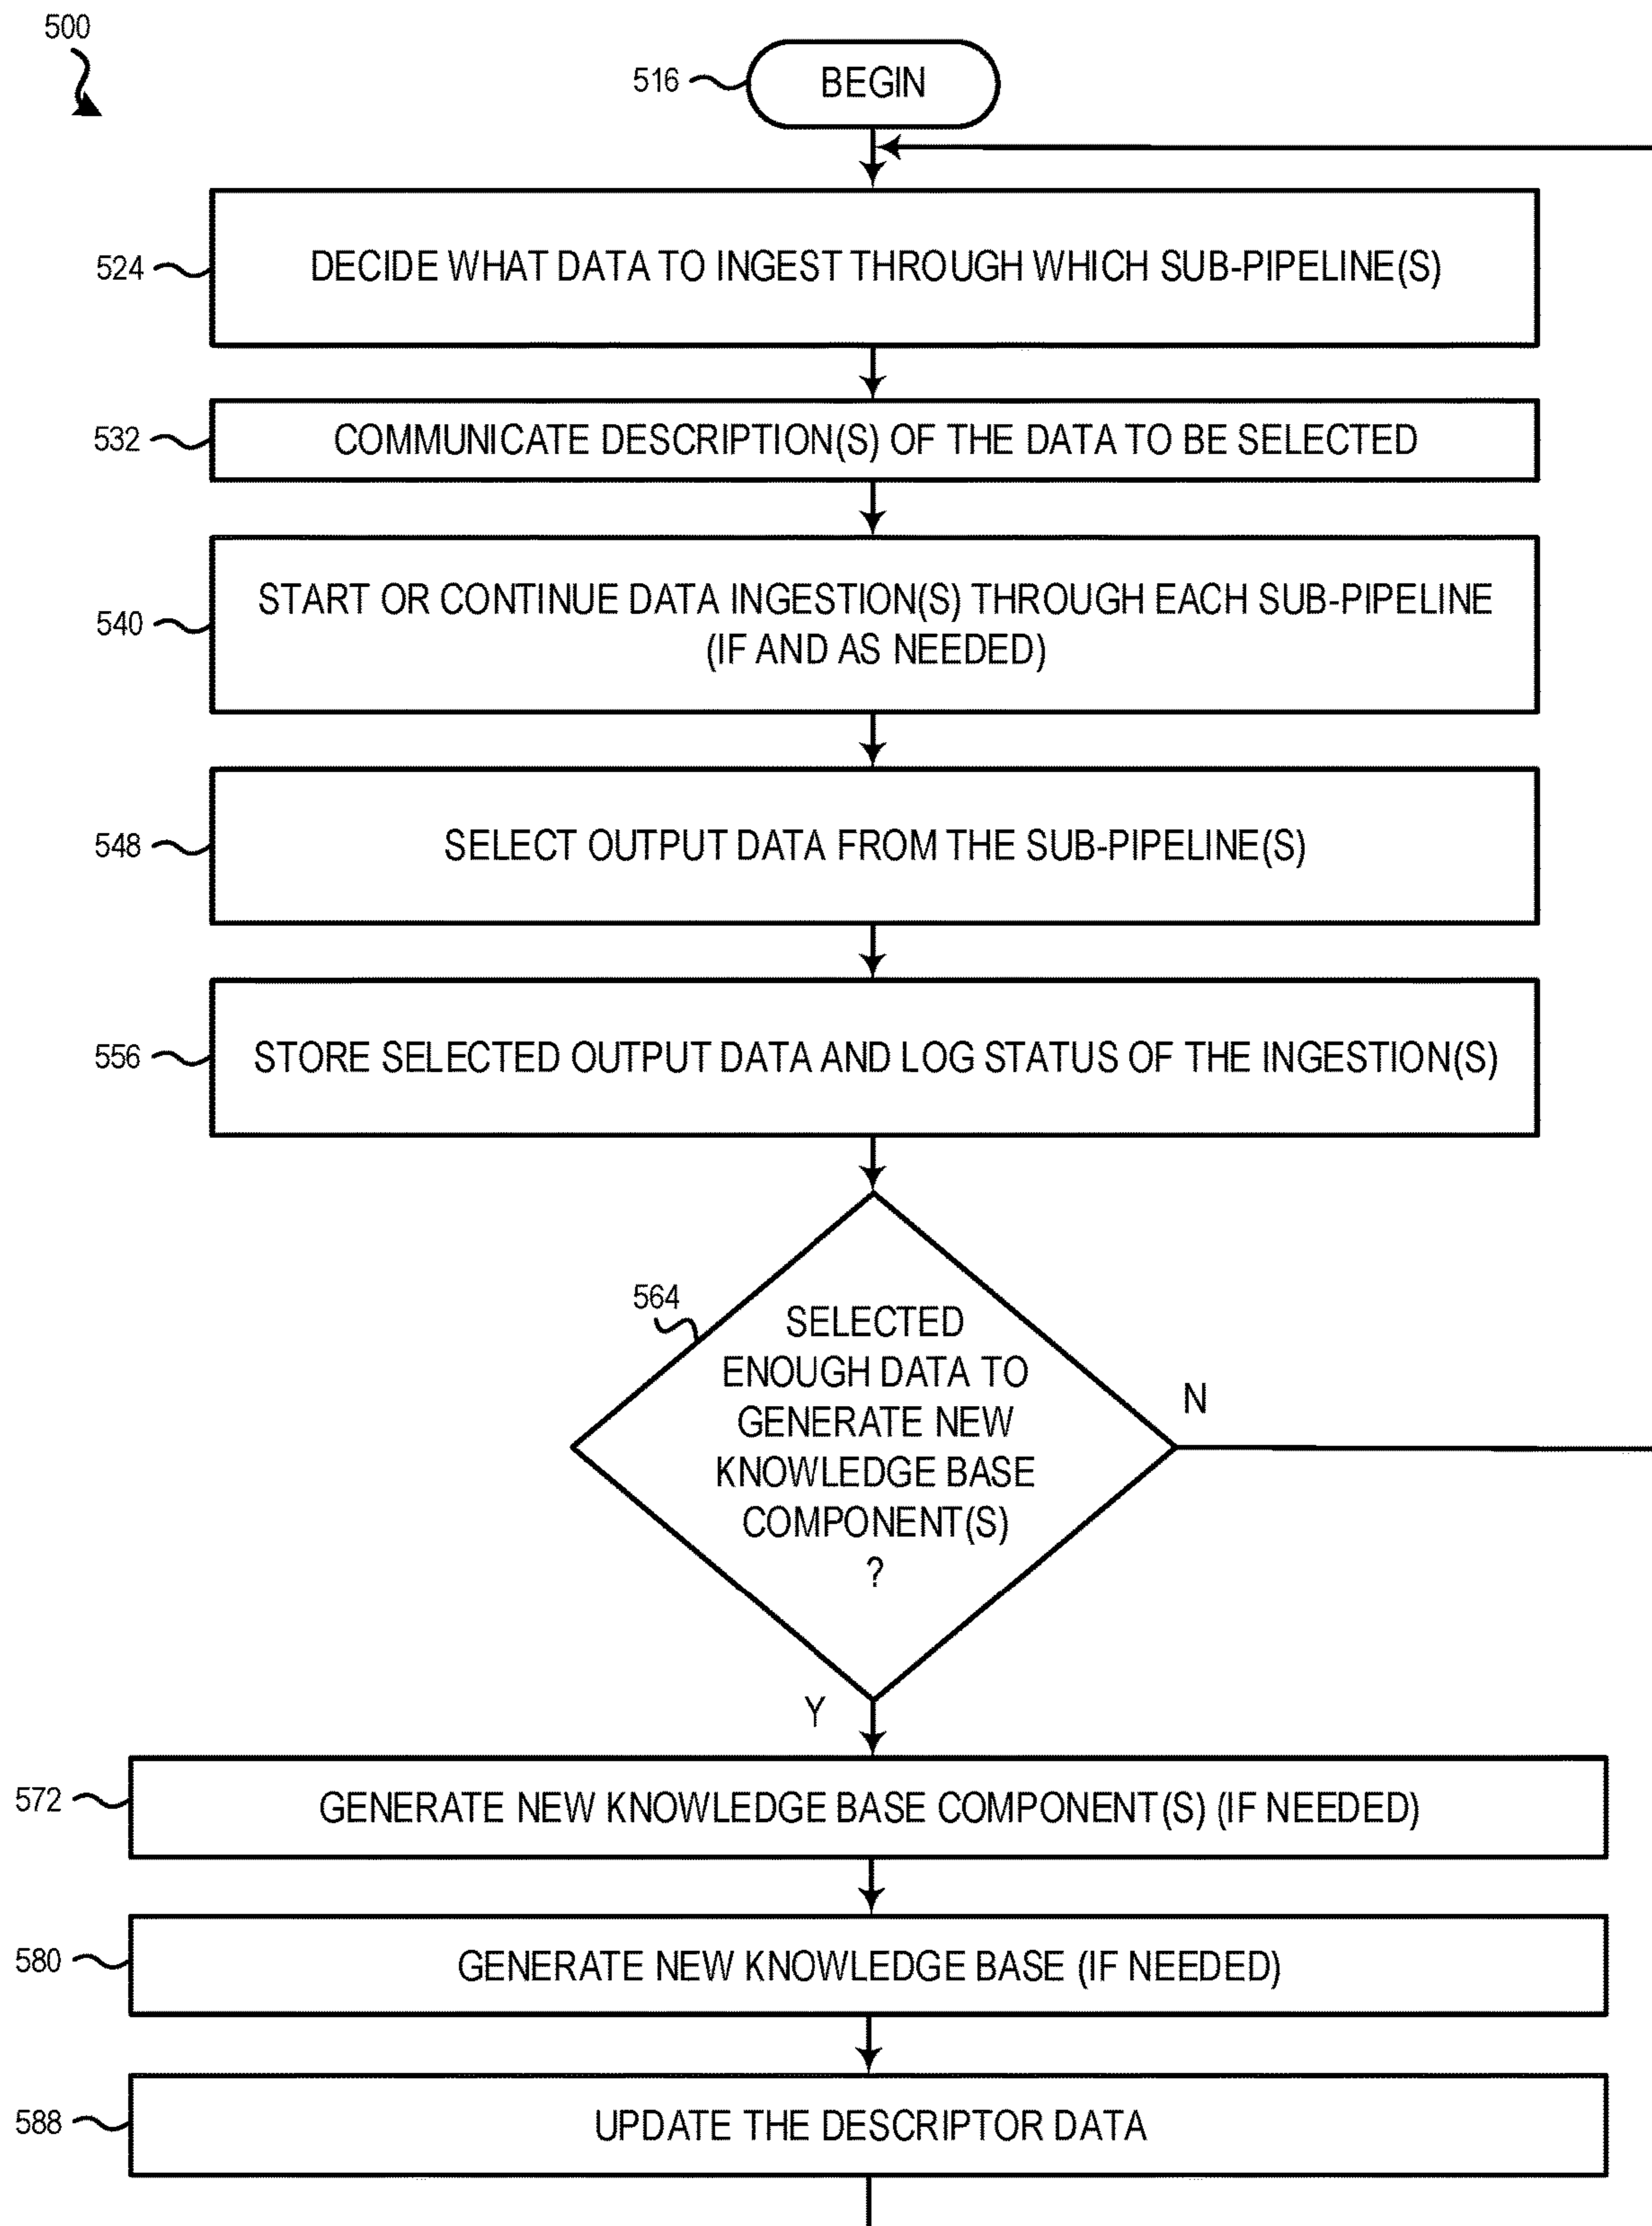 500
516
BEGIN
524
DECIDE WHAT DATA TO INGEST THROUGH WHICH SUB-PIPELINE(S)
532
COMMUNICATE DESCRIPTION(S) OF THE DATA TO BE SELECTED
540
START OR CONTINUE DATA INGESTION(S) THROUGH EACH SUB-PIPELINE
(IF AND AS NEEDED)
548
SELECT OUTPUT DATA FROM THE SUB-PIPELINE(S)
556
STORE SELECTED OUTPUT DATA AND LOG STATUS OF THE INGESTION(S)
564
SELECTED
ENOUGH DATA TO
GENERATE NEW
KNOWLEDGE BASE
COMPONENT(S)
?
N
Y
572
GENERATE NEW KNOWLEDGE BASE COMPONENT(S) (IF NEEDED)
580
GENERATE NEW KNOWLEDGE BASE (IF NEEDED)
588
UPDATE THE DESCRIPTOR DATA